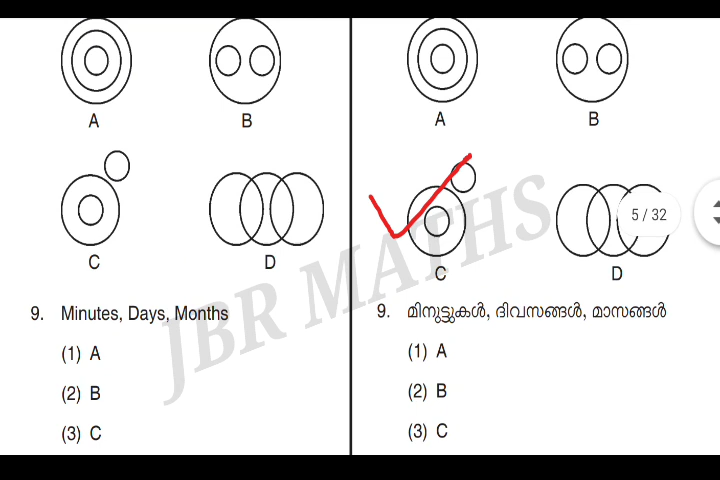 A B
C D
9. Minutes, Days, Months
(1) A
(2) B
(3) C
A B
C D
5 / 32
9. മിനുട്ടുകൾ, ദിവസങ്ങൾ, മാസങ്ങൾ
(1) A
(2) B
(3) C
JBR MATHS